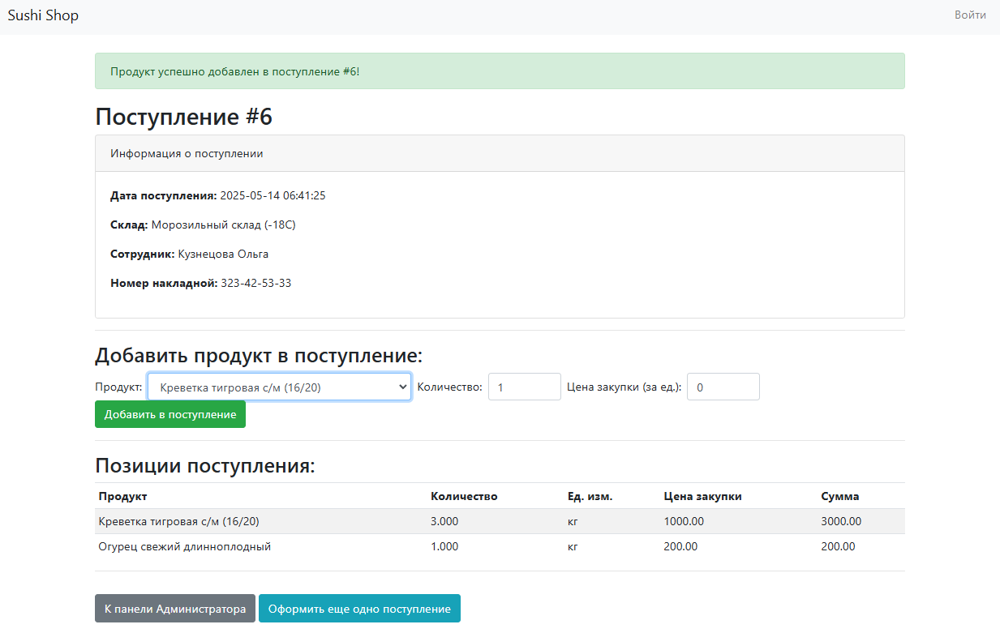 Sushi Shop Войти
Продукт успешно добавлен в поступление #6!
Поступление #6
Информация о поступлении
Дата поступления: 2025-05-14 06:41:25
Склад: Морозильный склад (-18C)
Сотрудник: Кузнецова Ольга
Номер накладной: 323-42-53-33
Добавить продукт в поступление:
Продукт: Креветка тигровая с/м (16/20) Количество: 1 Цена закупки (за ед.): 0
Добавить в поступление
Позиции поступления:
Продукт Количество Ед. изм. Цена закупки Сумма
Креветка тигровая с/м (16/20) 3.000 кг 1000.00 3000.00
Огурец свежий длинноплодный 1.000 кг 200.00 200.00
К панели Администратора Оформить еще одно поступление